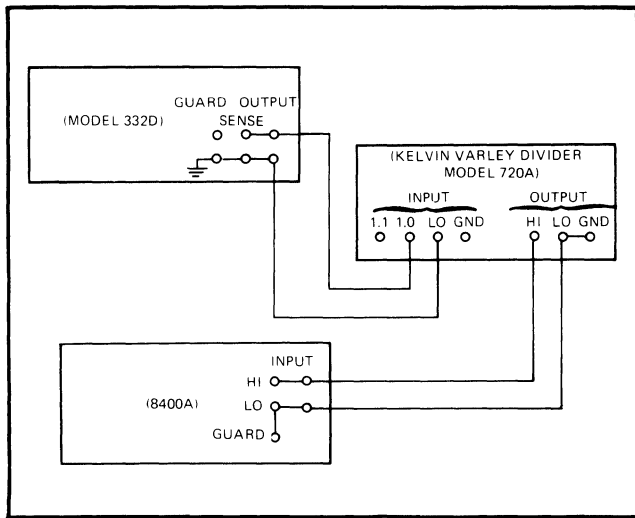 GUARD OUTPUT
(MODEL 332D) SENSE
(KELVIN VARLEY DIVIDER
MODEL 720A)
INPUT OUTPUT
1.1 1.0 LO GND HI LO GND
INPUT
HI
(8400A) LO
GUARD